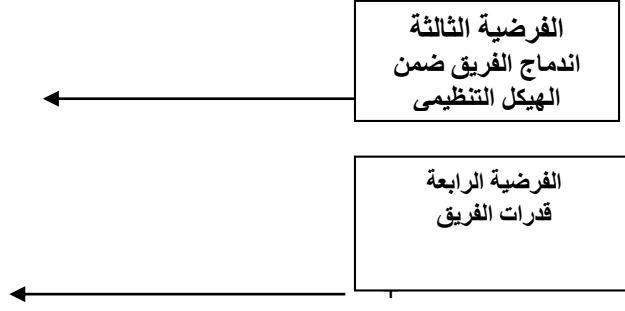 الفرضية الثالثة
اندماج الفريق ضمن
الهيكل التنظيمي
الفرضية الرابعة
قدرات الفريق